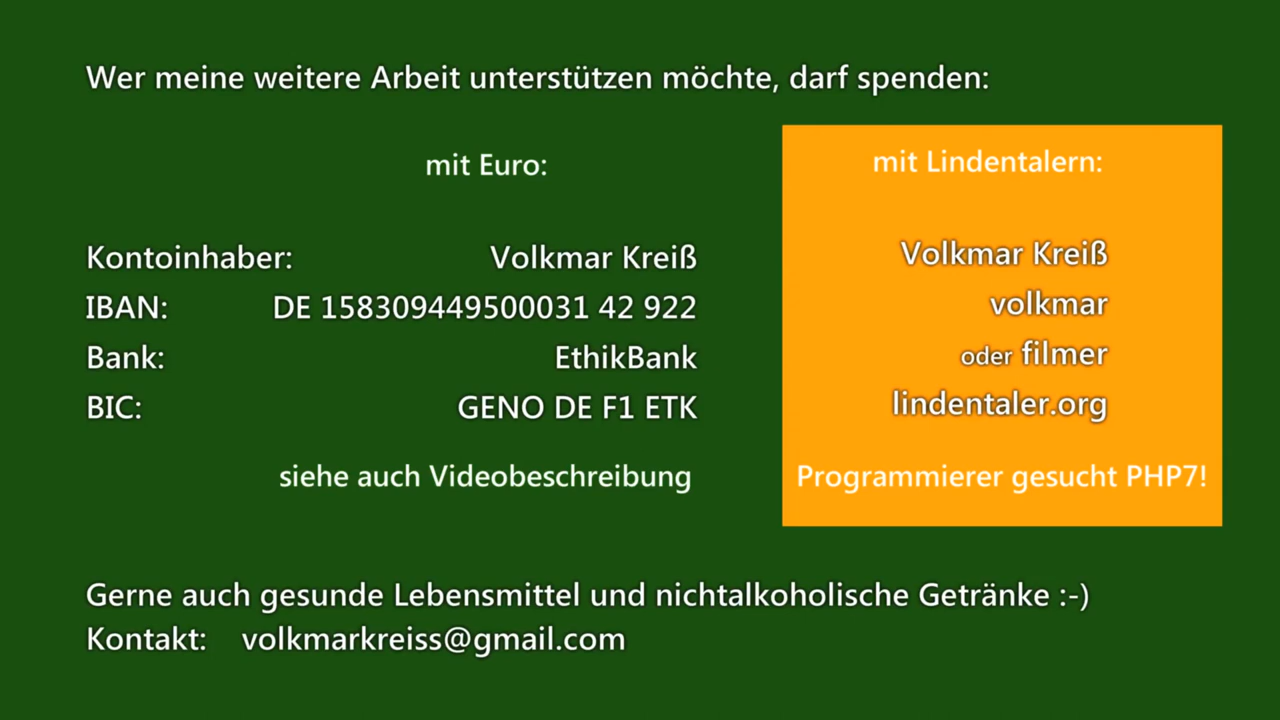 Wer meine weitere Arbeit unterstützen möchte, darf spenden:
mit Euro:
Kontoinhaber: Volkmar Kreiß
IBAN: DE 158309449500031 42 922
Bank: EthikBank
BIC: GENO DE F1 ETK
siehe auch Videobeschreibung
mit Lindentalern:
Volkmar Kreiß
volkmar
oder filmer
lindentaler.org
Programmierer gesucht PHP7!
Gerne auch gesunde Lebensmittel und nichtalkoholische Getränke :-)
Kontakt: volkmarkreiss@gmail.com